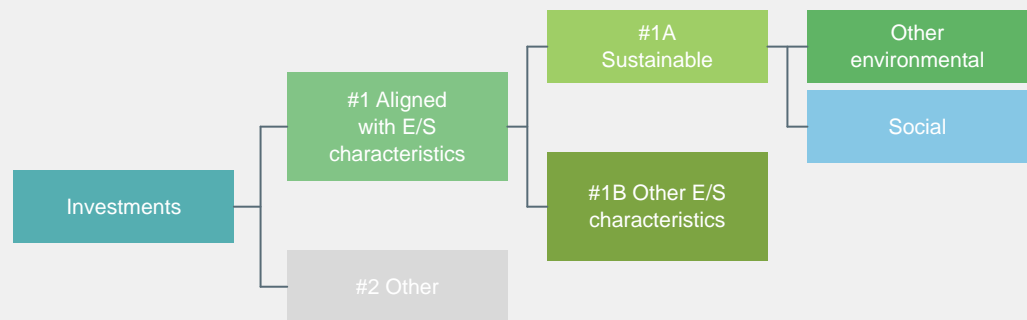 Investments
#1 Aligned
with E/S
characteristics
#2 Other
#1A
Sustainable
#1B Other E/S
characteristics
Other
environmental
Social